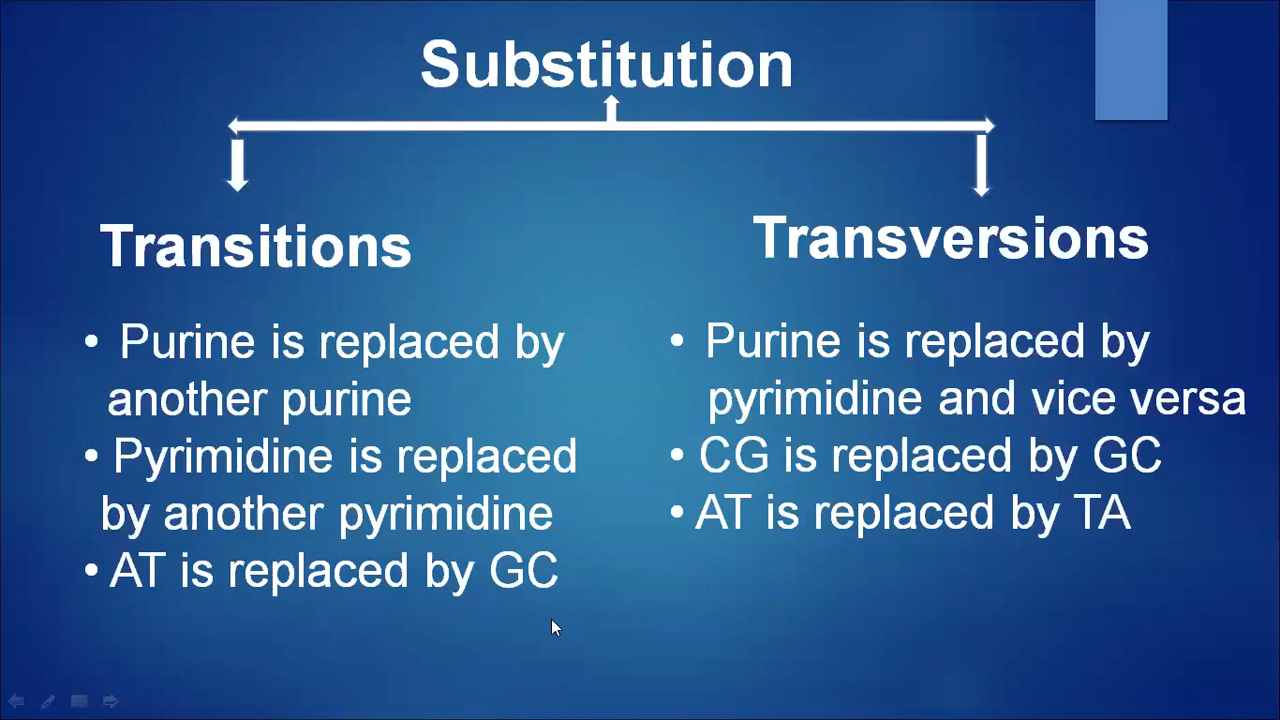 Substitution
Transitions
• Purine is replaced by
another purine
• Pyrimidine is replaced
by another pyrimidine
• AT is replaced by GC
Transversions
• Purine is replaced by
pyrimidine and vice versa
• CG is replaced by GC
• AT is replaced by TA